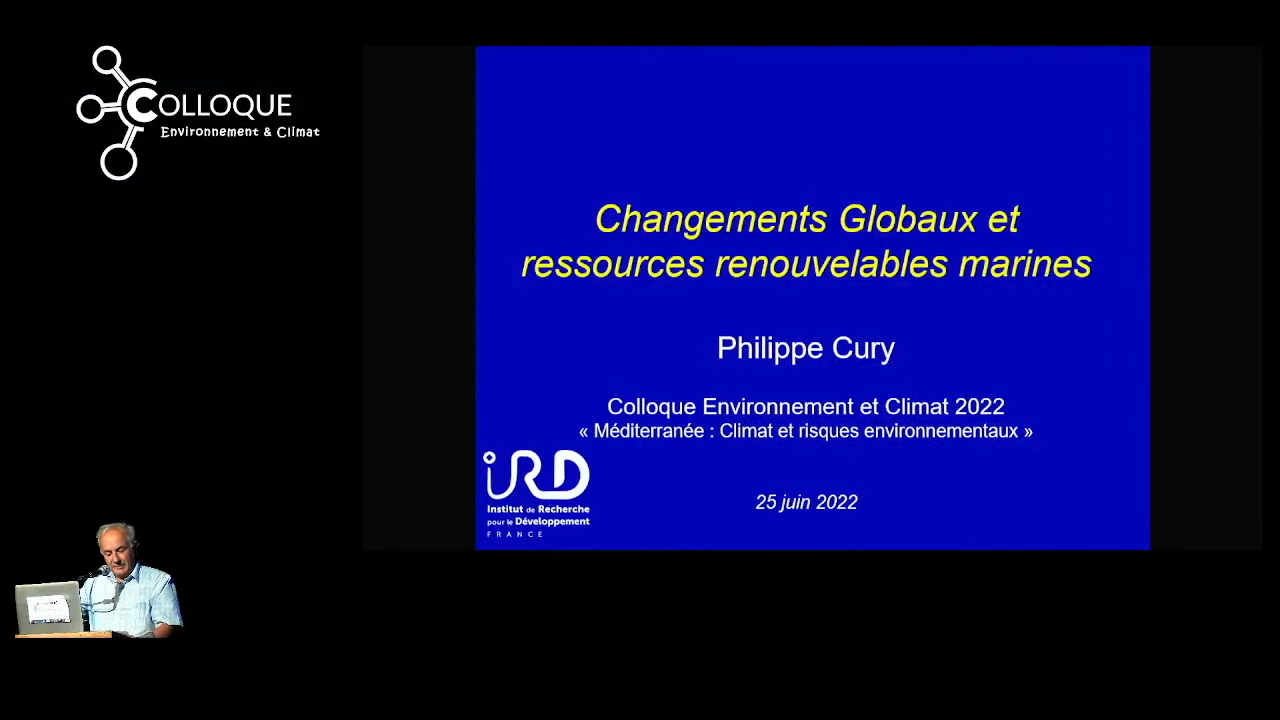 COLLOQUE
Environnement & Climat
Changements Globaux et
ressources renouvelables marines
Philippe Cury
Colloque Environnement et Climat 2022
« Méditerranée : Climat et risques environnementaux »
25 juin 2022
IRD
Institut de Recherche
pour le Développement
FRANCE